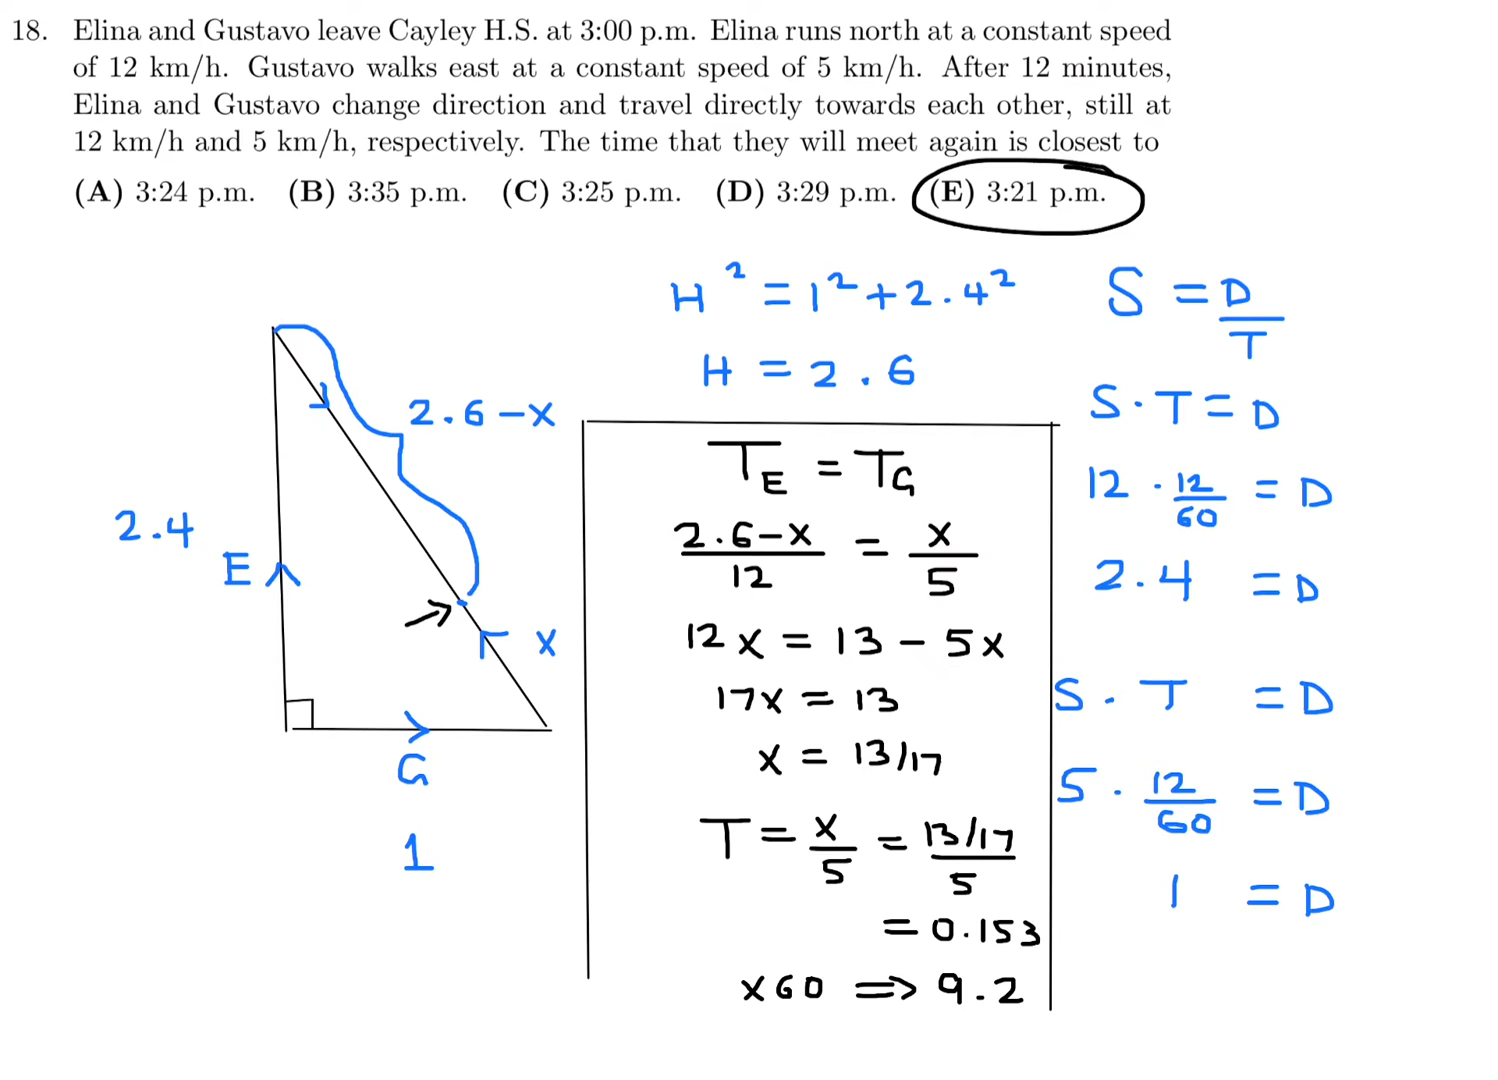 18. Elina and Gustavo leave Cayley H.S. at 3:00 p.m. Elina runs north at a constant speed
of 12 km/h. Gustavo walks east at a constant speed of 5 km/h. After 12 minutes,
Elina and Gustavo change direction and travel directly towards each other, still at
12 km/h and 5 km/h, respectively. The time that they will meet again is closest to
(A) 3:24 p.m. (B) 3:35 p.m. (C) 3:25 p.m. (D) 3:29 p.m. (E) 3:21 p.m.
2.6-x
2.4
E
x
G
1
H² = 1² + 2.4²
H = 2.6
T_E = T_G
2.6-x/12 = x/5
12x = 13 - 5x
17x = 13
x = 13/17
T = x/5 = 13/17/5
= 0.153
x60 => 9.2
S = D/T
S·T = D
12 · 12/60 = D
2.4 = D
S·T = D
5 · 12/60 = D
1 = D